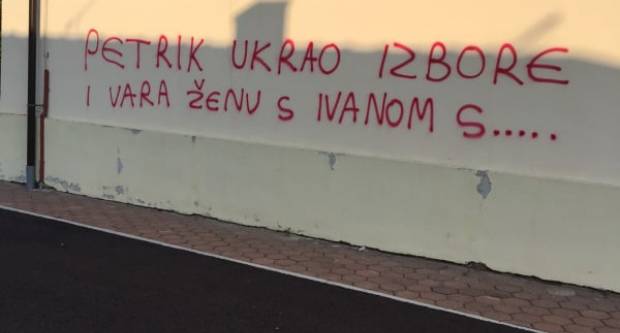 PETRIK UKRAO IZBORE
I VARA ŽENU S IVANOM S.....